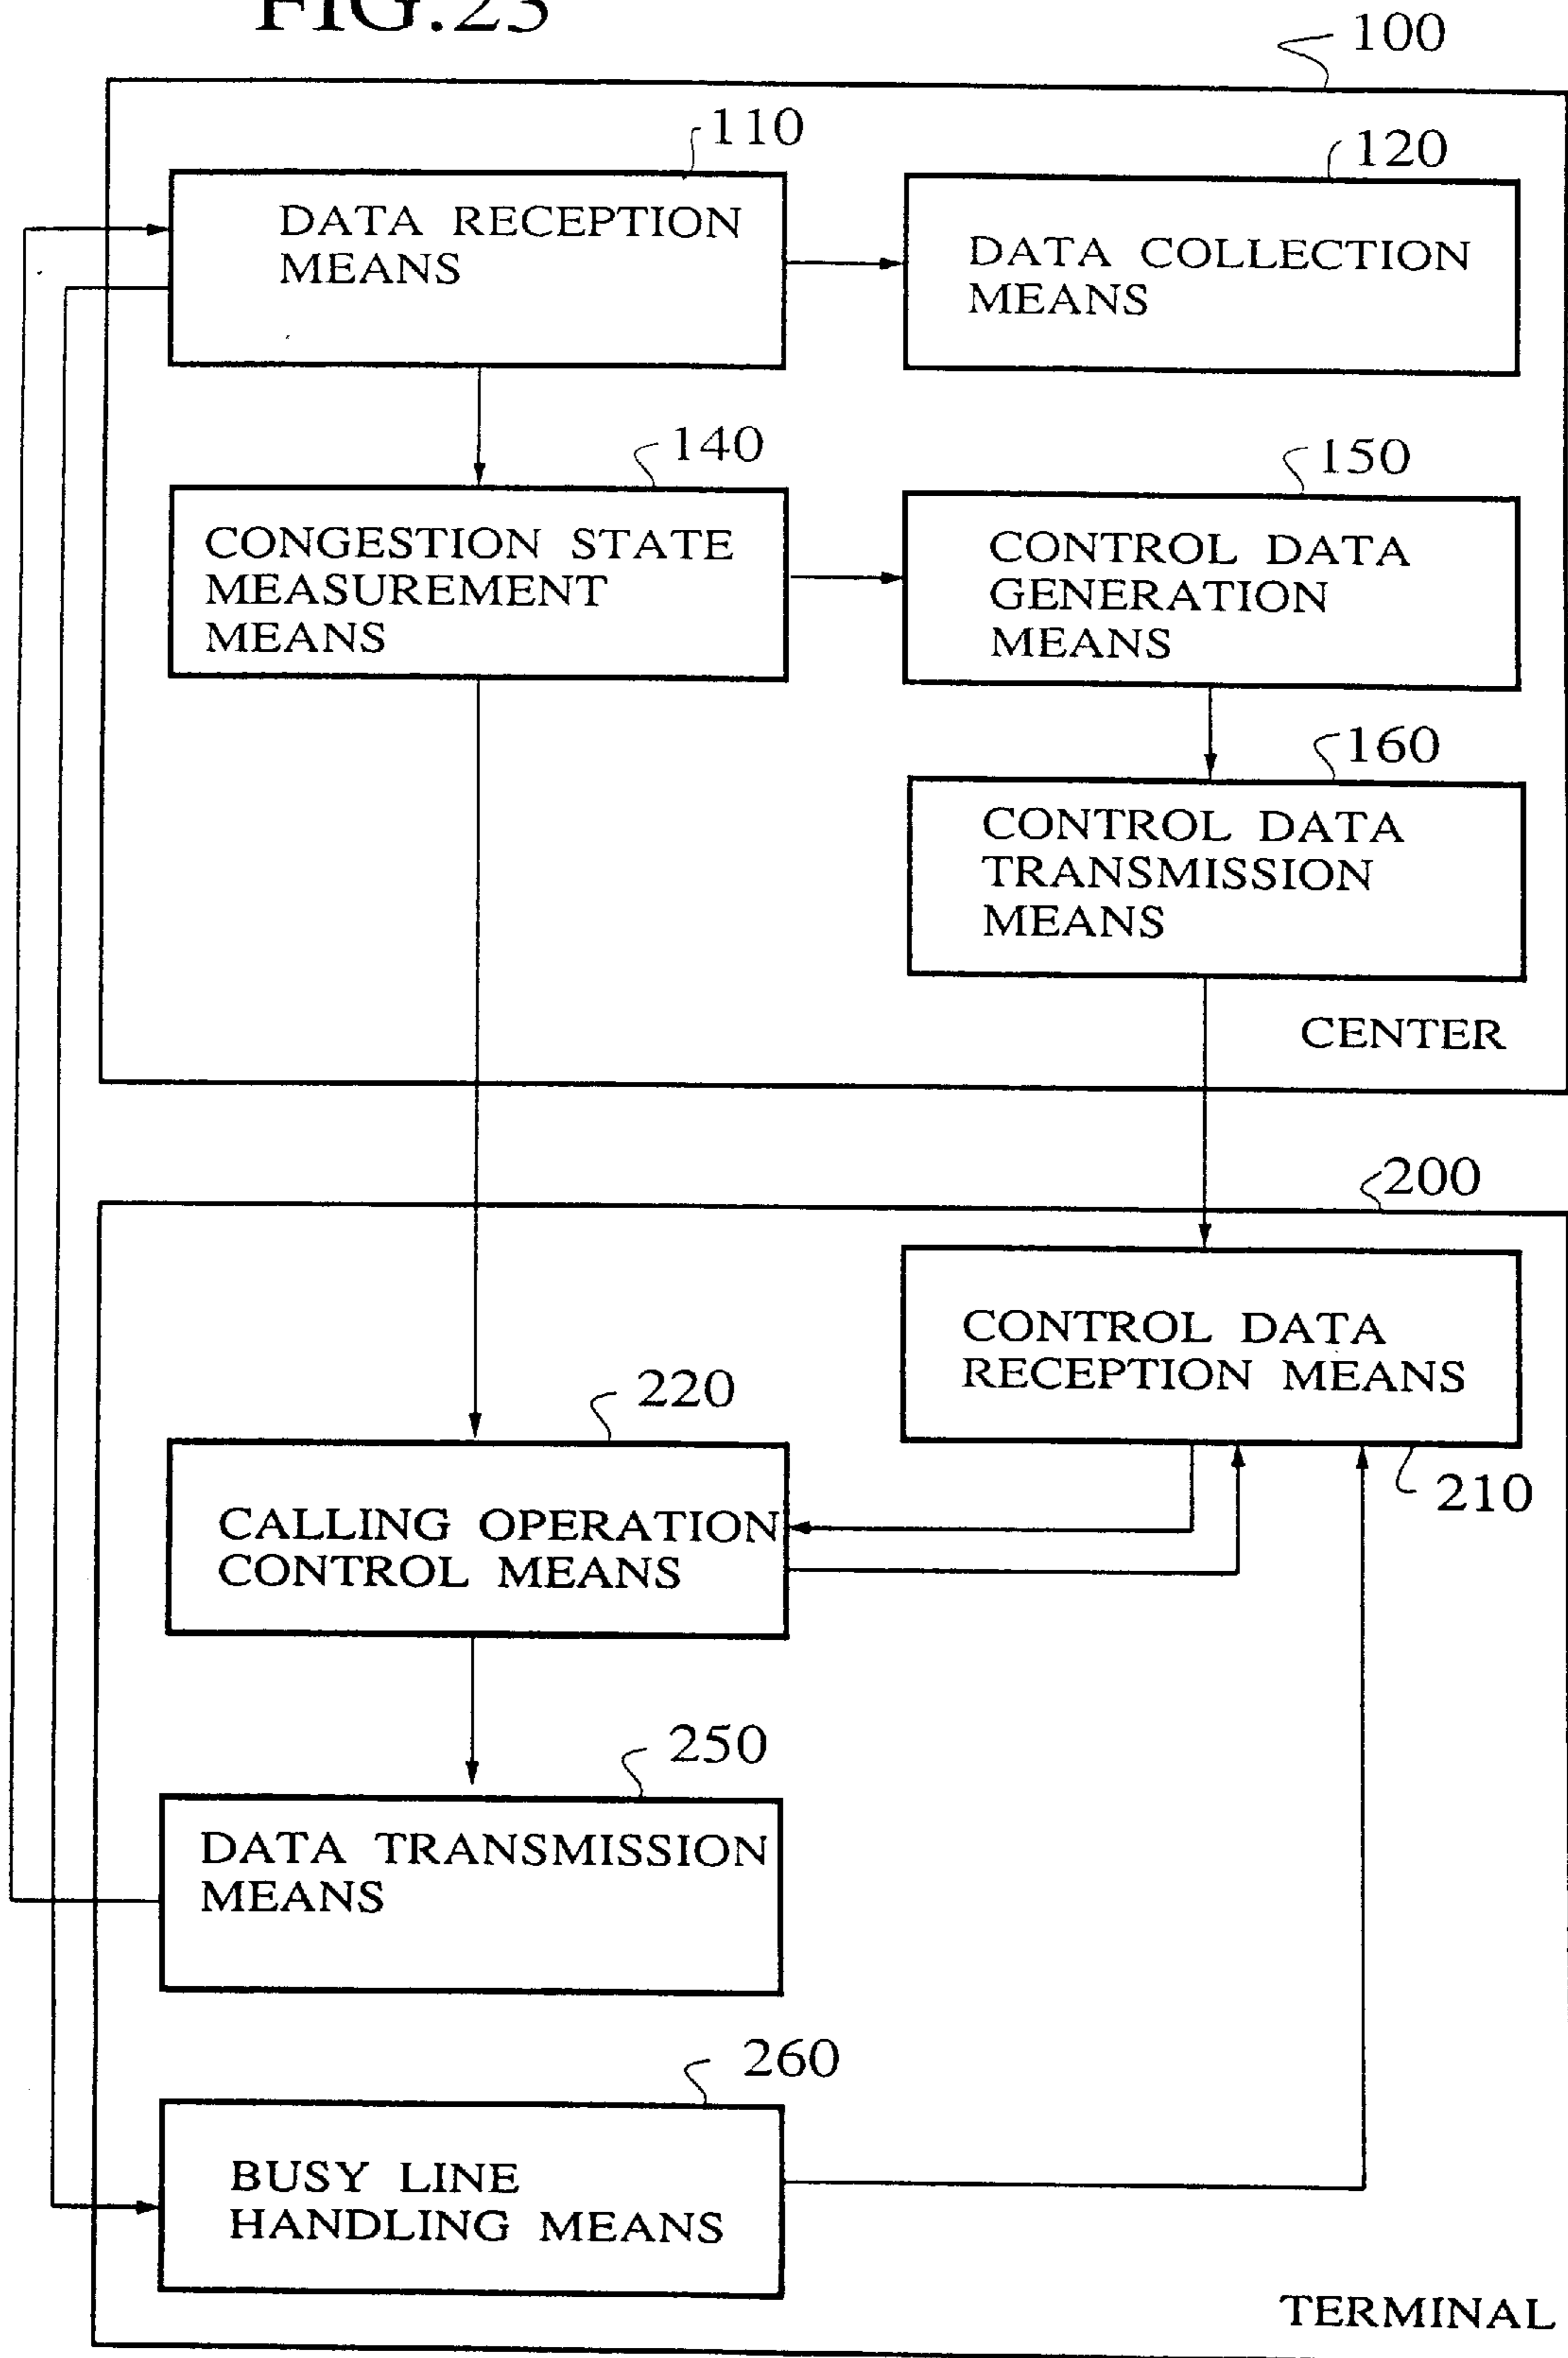 FIG.23
100
110
DATA RECEPTION
MEANS
120
DATA COLLECTION
MEANS
140
CONGESTION STATE
MEASUREMENT
MEANS
150
CONTROL DATA
GENERATION
MEANS
160
CONTROL DATA
TRANSMISSION
MEANS
CENTER
200
CONTROL DATA
RECEPTION MEANS
210
220
CALLING OPERATION
CONTROL MEANS
250
DATA TRANSMISSION
MEANS
260
BUSY LINE
HANDLING MEANS
TERMINAL